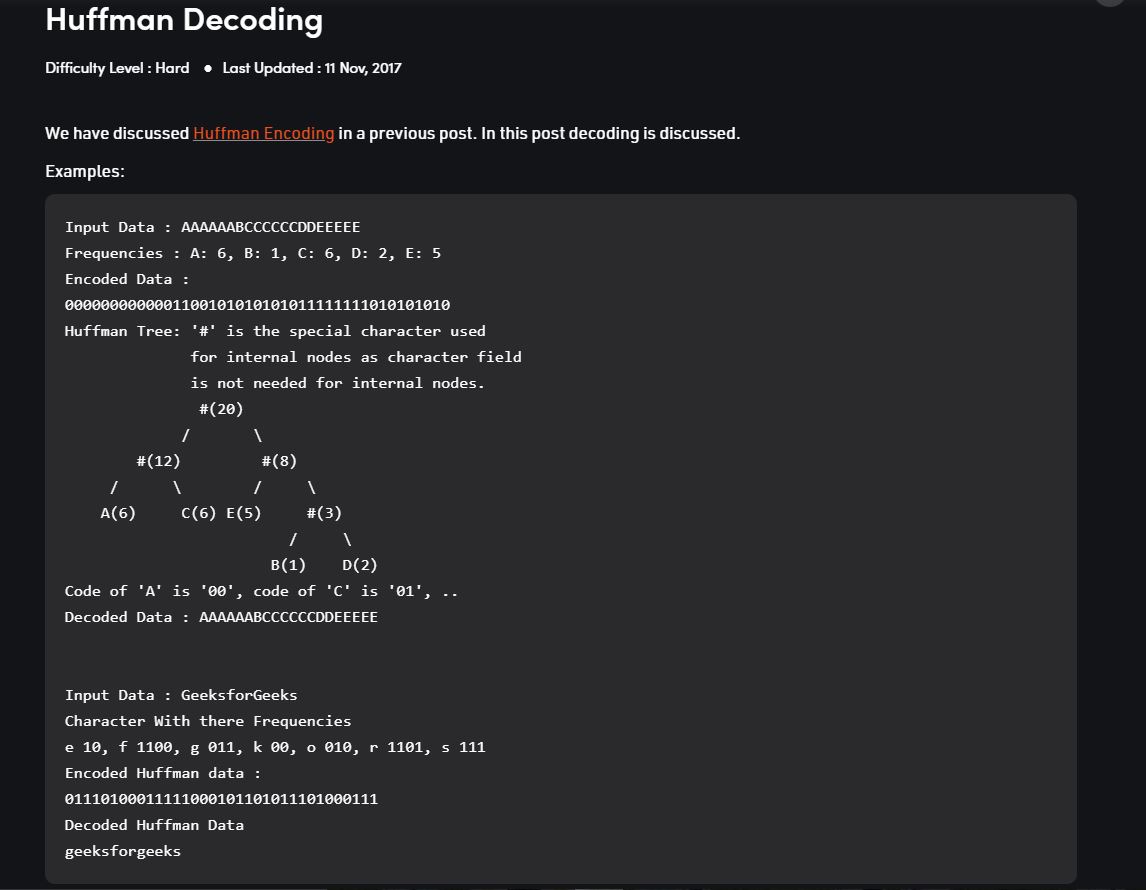 Huffman Decoding
Difficulty Level : Hard ● Last Updated : 11 Nov, 2017
We have discussed Huffman Encoding in a previous post. In this post decoding is discussed.
Examples:
Input Data : AAAAAABCCCCCCDDEEEEE
Frequencies : A: 6, B: 1, C: 6, D: 2, E: 5
Encoded Data :
0000000000001100101010101011111111010101010
Huffman Tree: '#' is the special character used
for internal nodes as character field
is not needed for internal nodes.
#(20)
/ \
#(12) #(8)
/ \ / \
A(6) C(6) E(5) #(3)
/ \
B(1) D(2)
Code of 'A' is '00', code of 'C' is '01', ..
Decoded Data : AAAAAABCCCCCCDDEEEEE
Input Data : GeeksforGeeks
Character With there Frequencies
e 10, f 1100, g 011, k 00, o 010, r 1101, s 111
Encoded Huffman data :
01110100011111000101101011101000111
Decoded Huffman Data
geeksforgeeks